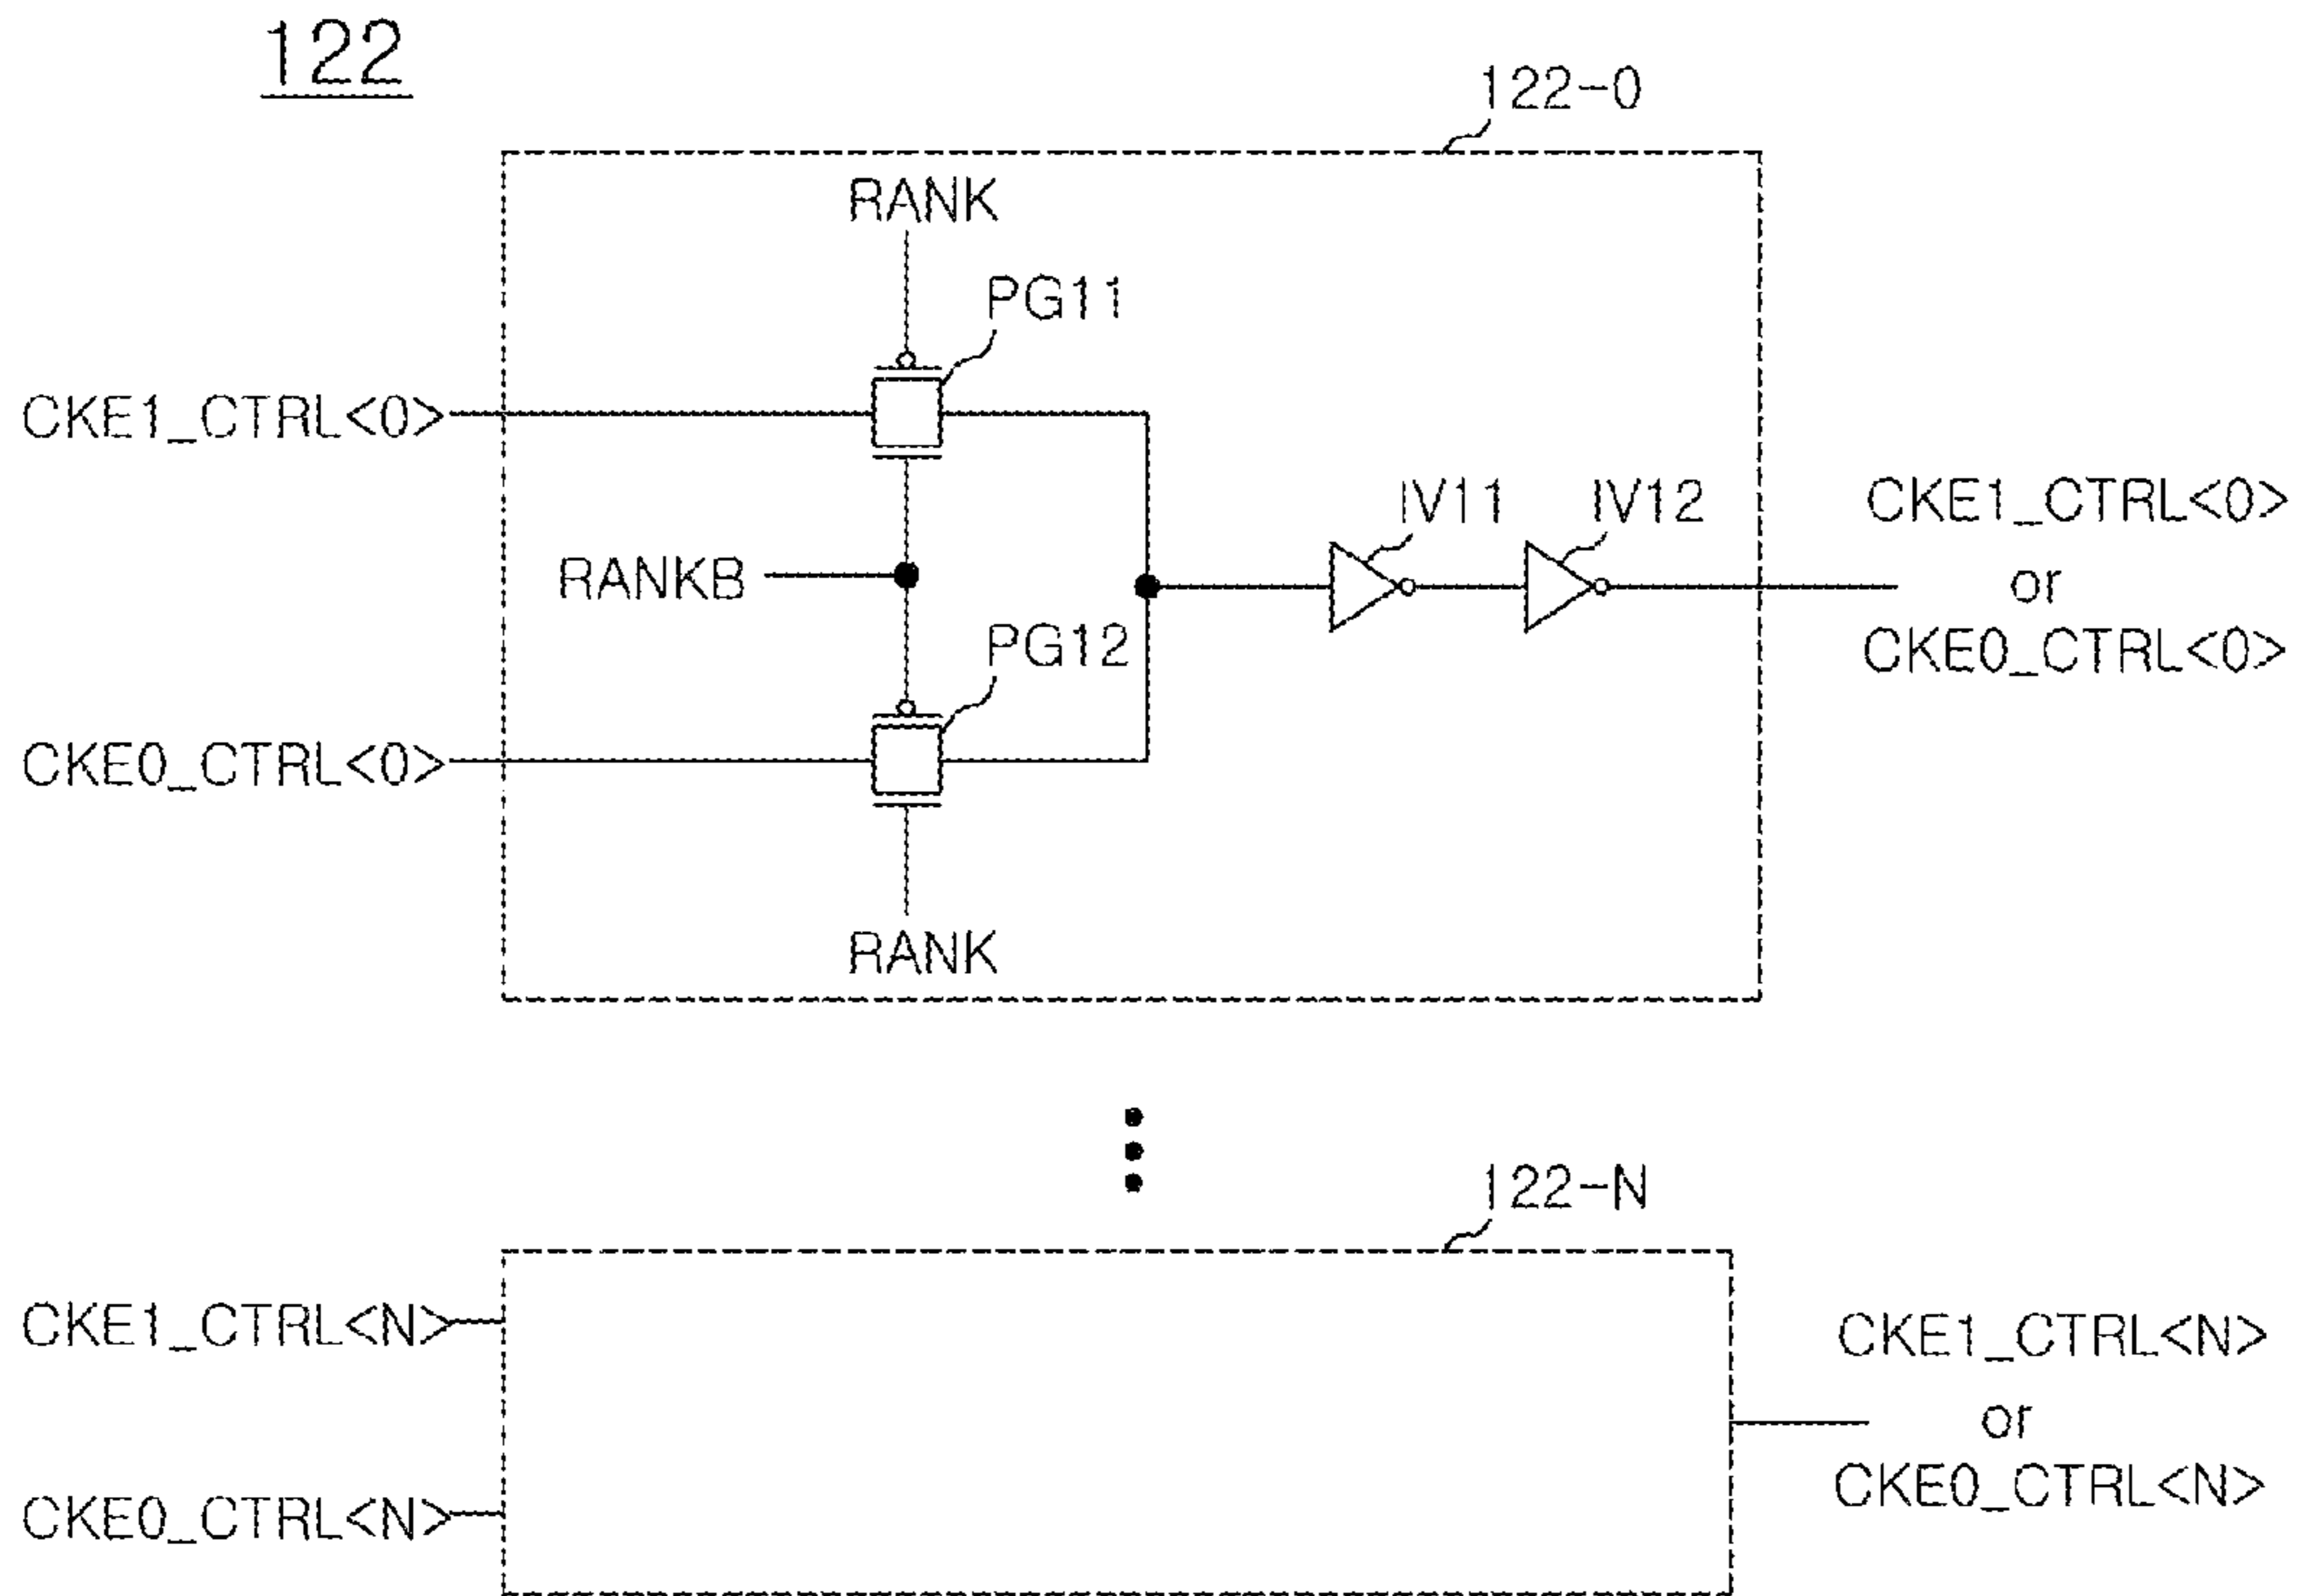 122
122-0
RANK
PG11
CKE1_CTRL<0>
IV11
IV12
CKE1_CTRL<0>
or
CKE0_CTRL<0>
RANKB
PG12
CKE0_CTRL<0>
RANK
122-N
CKE1_CTRL<N>
CKE1_CTRL<N>
or
CKE0_CTRL<N>
CKE0_CTRL<N>